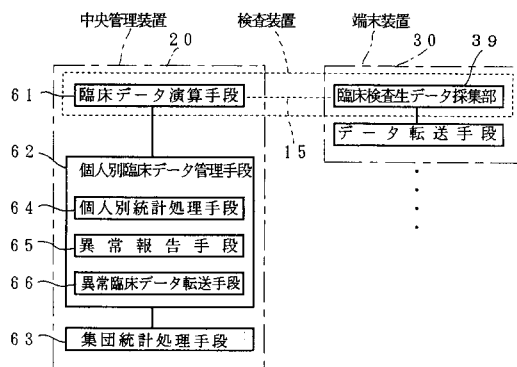 中央管理装置
検査装置
端末装置
20
30
39
61
臨床データ演算手段
臨床検査生データ採集部
15
データ転送手段
62
個人別臨床データ管理手段
64
個人別統計処理手段
65
異常報告手段
66
異常臨床データ転送手段
63
集団統計処理手段